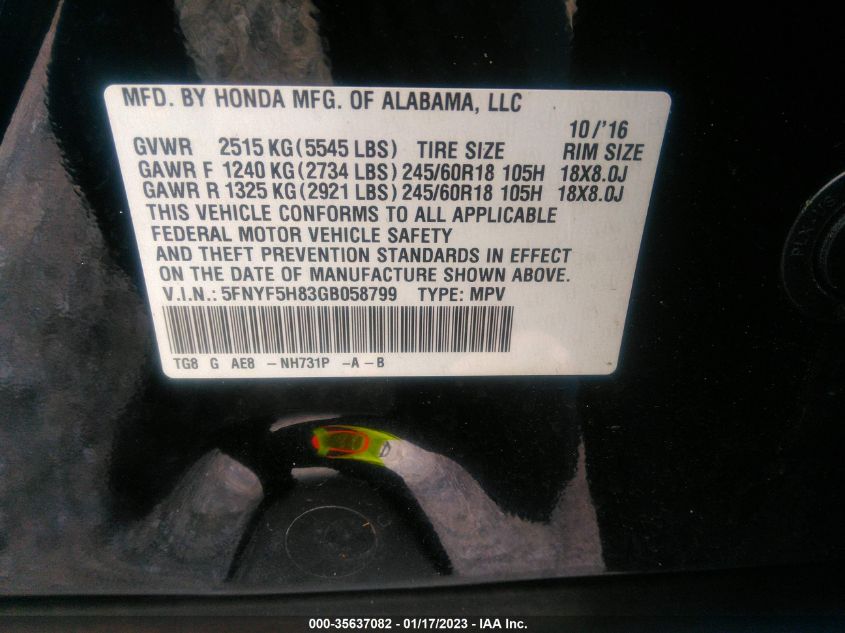 MFD. BY HONDA MFG. OF ALABAMA, LLC
10/'16
GVWR 2515 KG (5545 LBS) TIRE SIZE RIM SIZE
GAWR F 1240 KG (2734 LBS) 245/60R18 105H 18X8.0J
GAWR R 1325 KG (2921 LBS) 245/60R18 105H 18X8.0J
THIS VEHICLE CONFORMS TO ALL APPLICABLE
FEDERAL MOTOR VEHICLE SAFETY
AND THEFT PREVENTION STANDARDS IN EFFECT
ON THE DATE OF MANUFACTURE SHOWN ABOVE.
V.I.N.: 5FNYF5H83GB058799 TYPE: MPV
TG8 G AE8 - NH731P -A -B
000-35637082 - 01/17/2023 - IAA Inc.